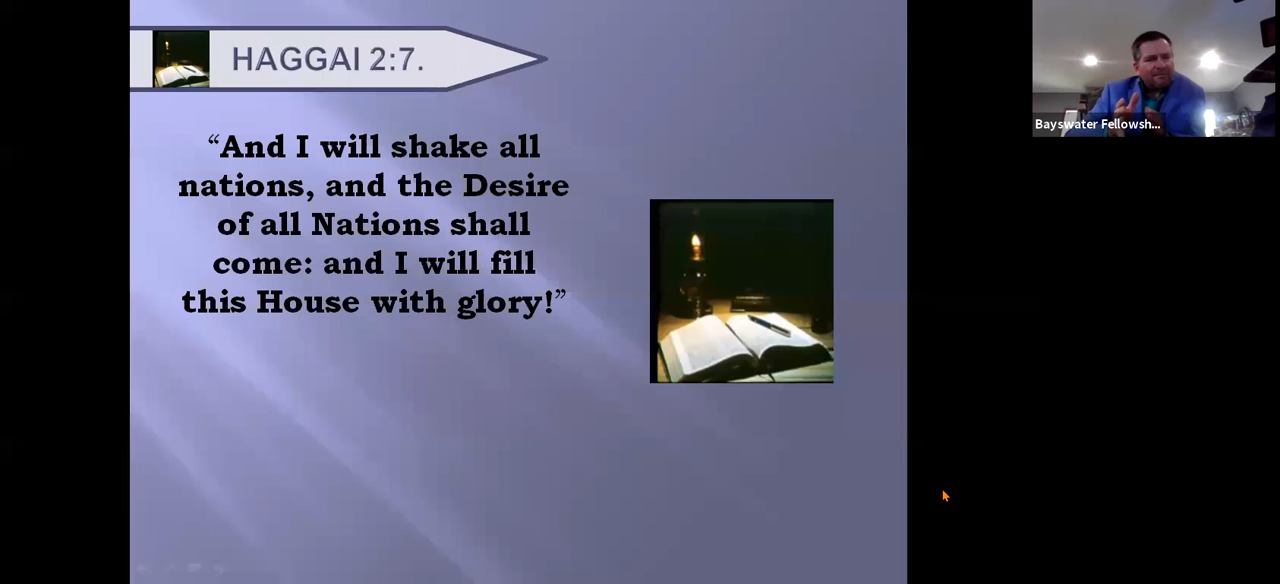 HAGGAI 2:7.
“And I will shake all
nations, and the Desire
of all Nations shall
come: and I will fill
this House with glory!”
Bayswater Fellowsh...